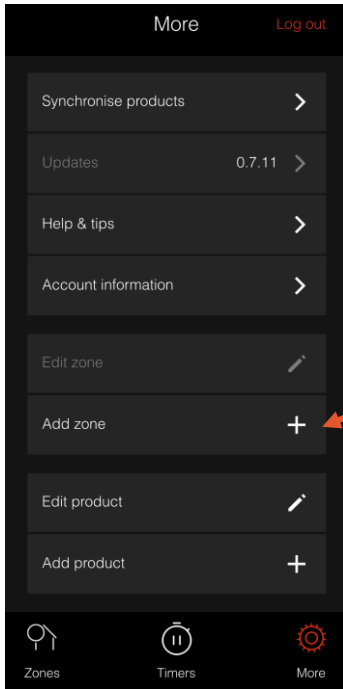 More Log out
Synchronise products
Updates 0.7.11
Help & tips
Account information
Edit zone
Add zone
Edit product
Add product
Zones Timers More